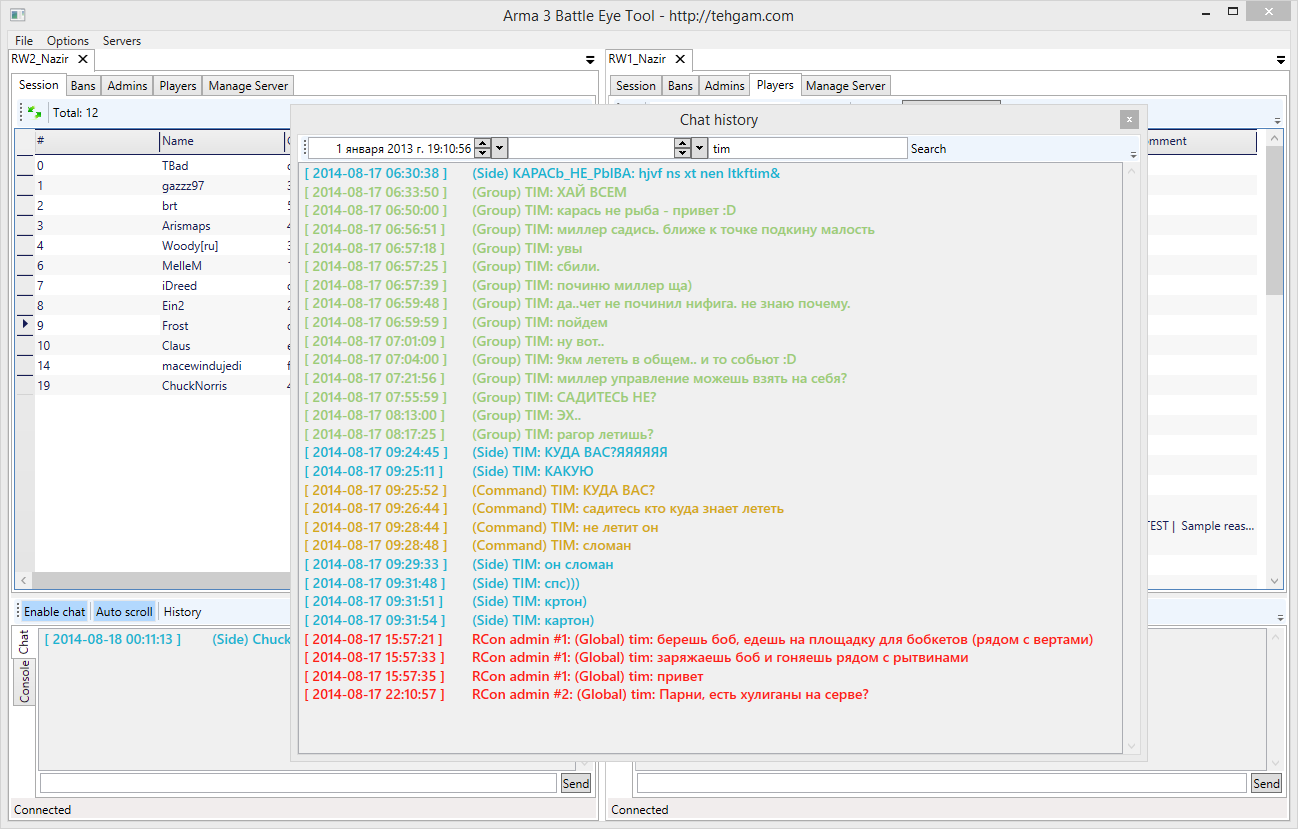 Arma 3 Battle Eye Tool - http://tehgam.com
File Options Servers
RW2_Nazir
Session Bans Admins Players Manage Server
Total: 12
# Name
0 TBad
1 gazzz97
2 brt
3 Arismaps
4 Woody[ru]
6 MelleM
7 iDreed
8 Ein2
9 Frost
10 Claus
14 macewindujedi
19 ChuckNorris
Enable chat Auto scroll History
Chat
Console
[ 2014-08-18 00:11:13 ] (Side) Chuck
Send
Connected
RW1_Nazir
Session Bans Admins Players Manage Server
mment
TEST | Sample reas...
Send
Connected
Chat history
1 января 2013 г. 19:10:56 tim Search
[ 2014-08-17 06:30:38 ] (Side) KAPACb_HE_PbIBA: hjvf ns xt nen ltkftim&
[ 2014-08-17 06:33:50 ] (Group) TIM: ХАЙ ВСЕМ
[ 2014-08-17 06:50:00 ] (Group) TIM: карась не рыба - привет :D
[ 2014-08-17 06:56:51 ] (Group) TIM: миллер садись. ближе к точке подкину малость
[ 2014-08-17 06:57:18 ] (Group) TIM: увы
[ 2014-08-17 06:57:25 ] (Group) TIM: сбили.
[ 2014-08-17 06:57:39 ] (Group) TIM: починю миллер ща)
[ 2014-08-17 06:59:48 ] (Group) TIM: да..чет не починил нифига. не знаю почему.
[ 2014-08-17 06:59:59 ] (Group) TIM: пойдем
[ 2014-08-17 07:01:09 ] (Group) TIM: ну вот..
[ 2014-08-17 07:04:00 ] (Group) TIM: 9км лететь в общем.. и то собьют :D
[ 2014-08-17 07:21:56 ] (Group) TIM: миллер управление можешь взять на себя?
[ 2014-08-17 07:55:59 ] (Group) TIM: САДИТЕСЬ НЕ?
[ 2014-08-17 08:13:00 ] (Group) TIM: ЭХ..
[ 2014-08-17 08:17:25 ] (Group) TIM: рагор летишь?
[ 2014-08-17 09:24:45 ] (Side) TIM: КУДА ВАС?ЯЯЯЯЯЯ
[ 2014-08-17 09:25:11 ] (Side) TIM: КАКУЮ
[ 2014-08-17 09:25:52 ] (Command) TIM: КУДА ВАС?
[ 2014-08-17 09:26:44 ] (Command) TIM: садитесь кто куда знает лететь
[ 2014-08-17 09:28:44 ] (Command) TIM: не летит он
[ 2014-08-17 09:28:48 ] (Command) TIM: сломан
[ 2014-08-17 09:29:33 ] (Side) TIM: он сломан
[ 2014-08-17 09:31:48 ] (Side) TIM: спс)))
[ 2014-08-17 09:31:51 ] (Side) TIM: кртон)
[ 2014-08-17 09:31:54 ] (Side) TIM: картон)
[ 2014-08-17 15:57:21 ] RCon admin #1: (Global) tim: берешь боб, едешь на площадку для бобкетов (рядом с вертами)
[ 2014-08-17 15:57:33 ] RCon admin #1: (Global) tim: заряжаешь боб и гоняешь рядом с рытвинами
[ 2014-08-17 15:57:35 ] RCon admin #1: (Global) tim: привет
[ 2014-08-17 22:10:57 ] RCon admin #2: (Global) tim: Парни, есть хулиганы на серве?